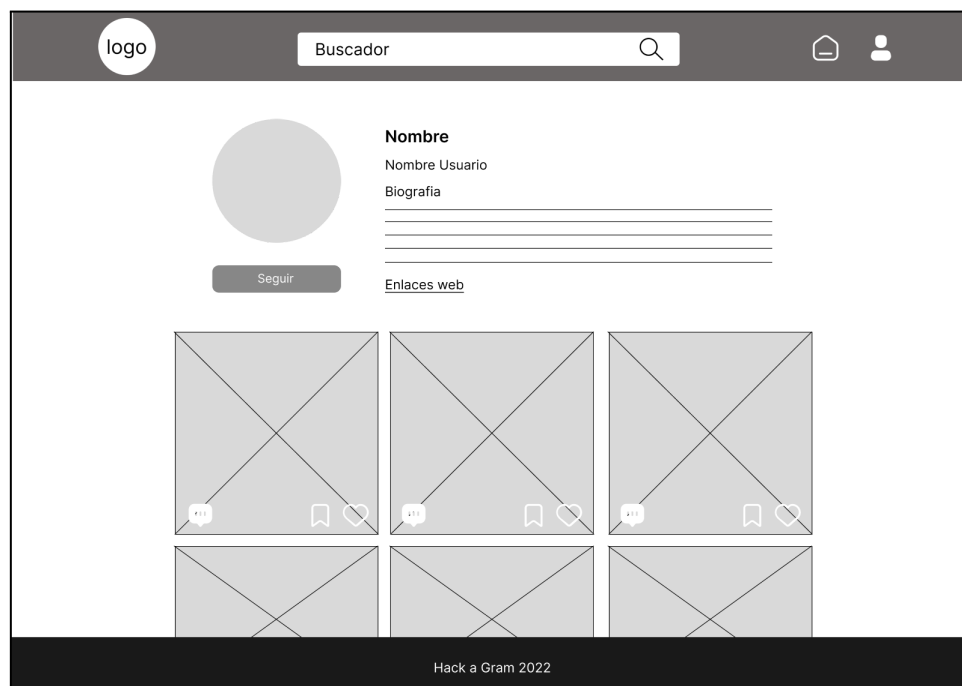 logo
Buscador
Nombre
Nombre Usuario
Biografia
Seguir
Enlaces web
Hack a Gram 2022